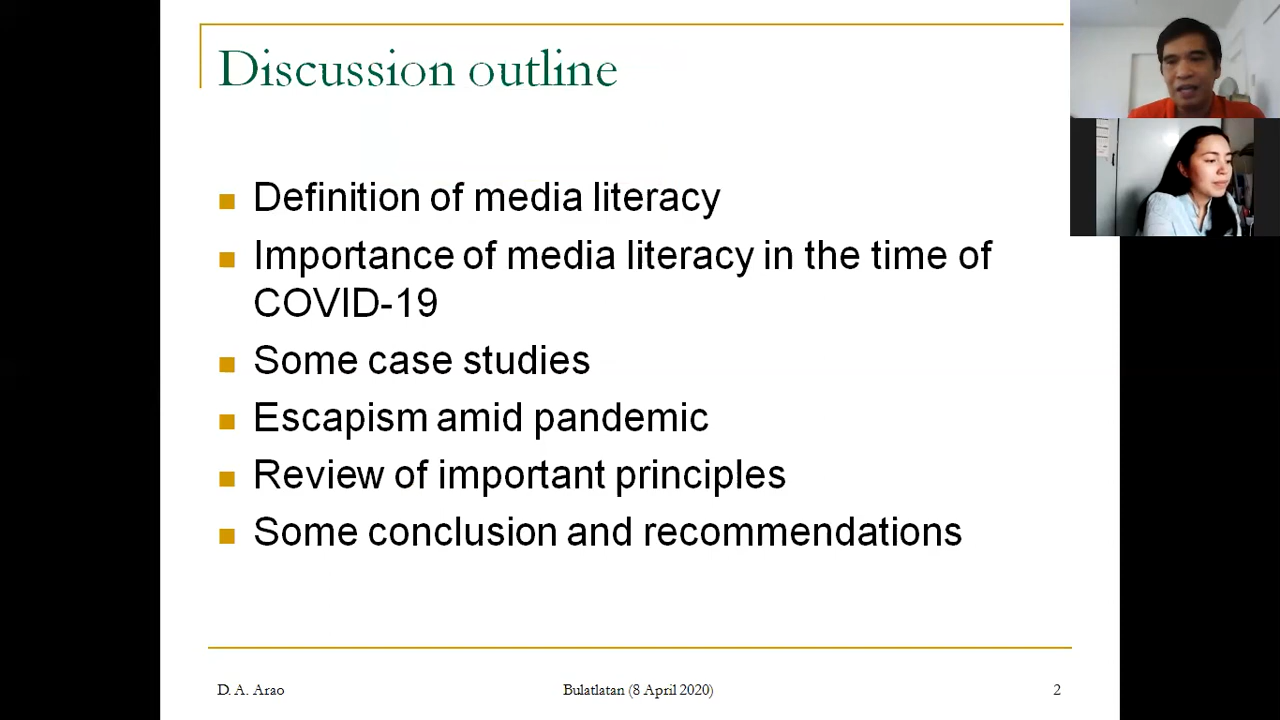 Discussion outline
Definition of media literacy
Importance of media literacy in the time of
COVID-19
Some case studies
Escapism amid pandemic
Review of important principles
Some conclusion and recommendations
D. A. Arao
Bulatlatan (8 April 2020)
2